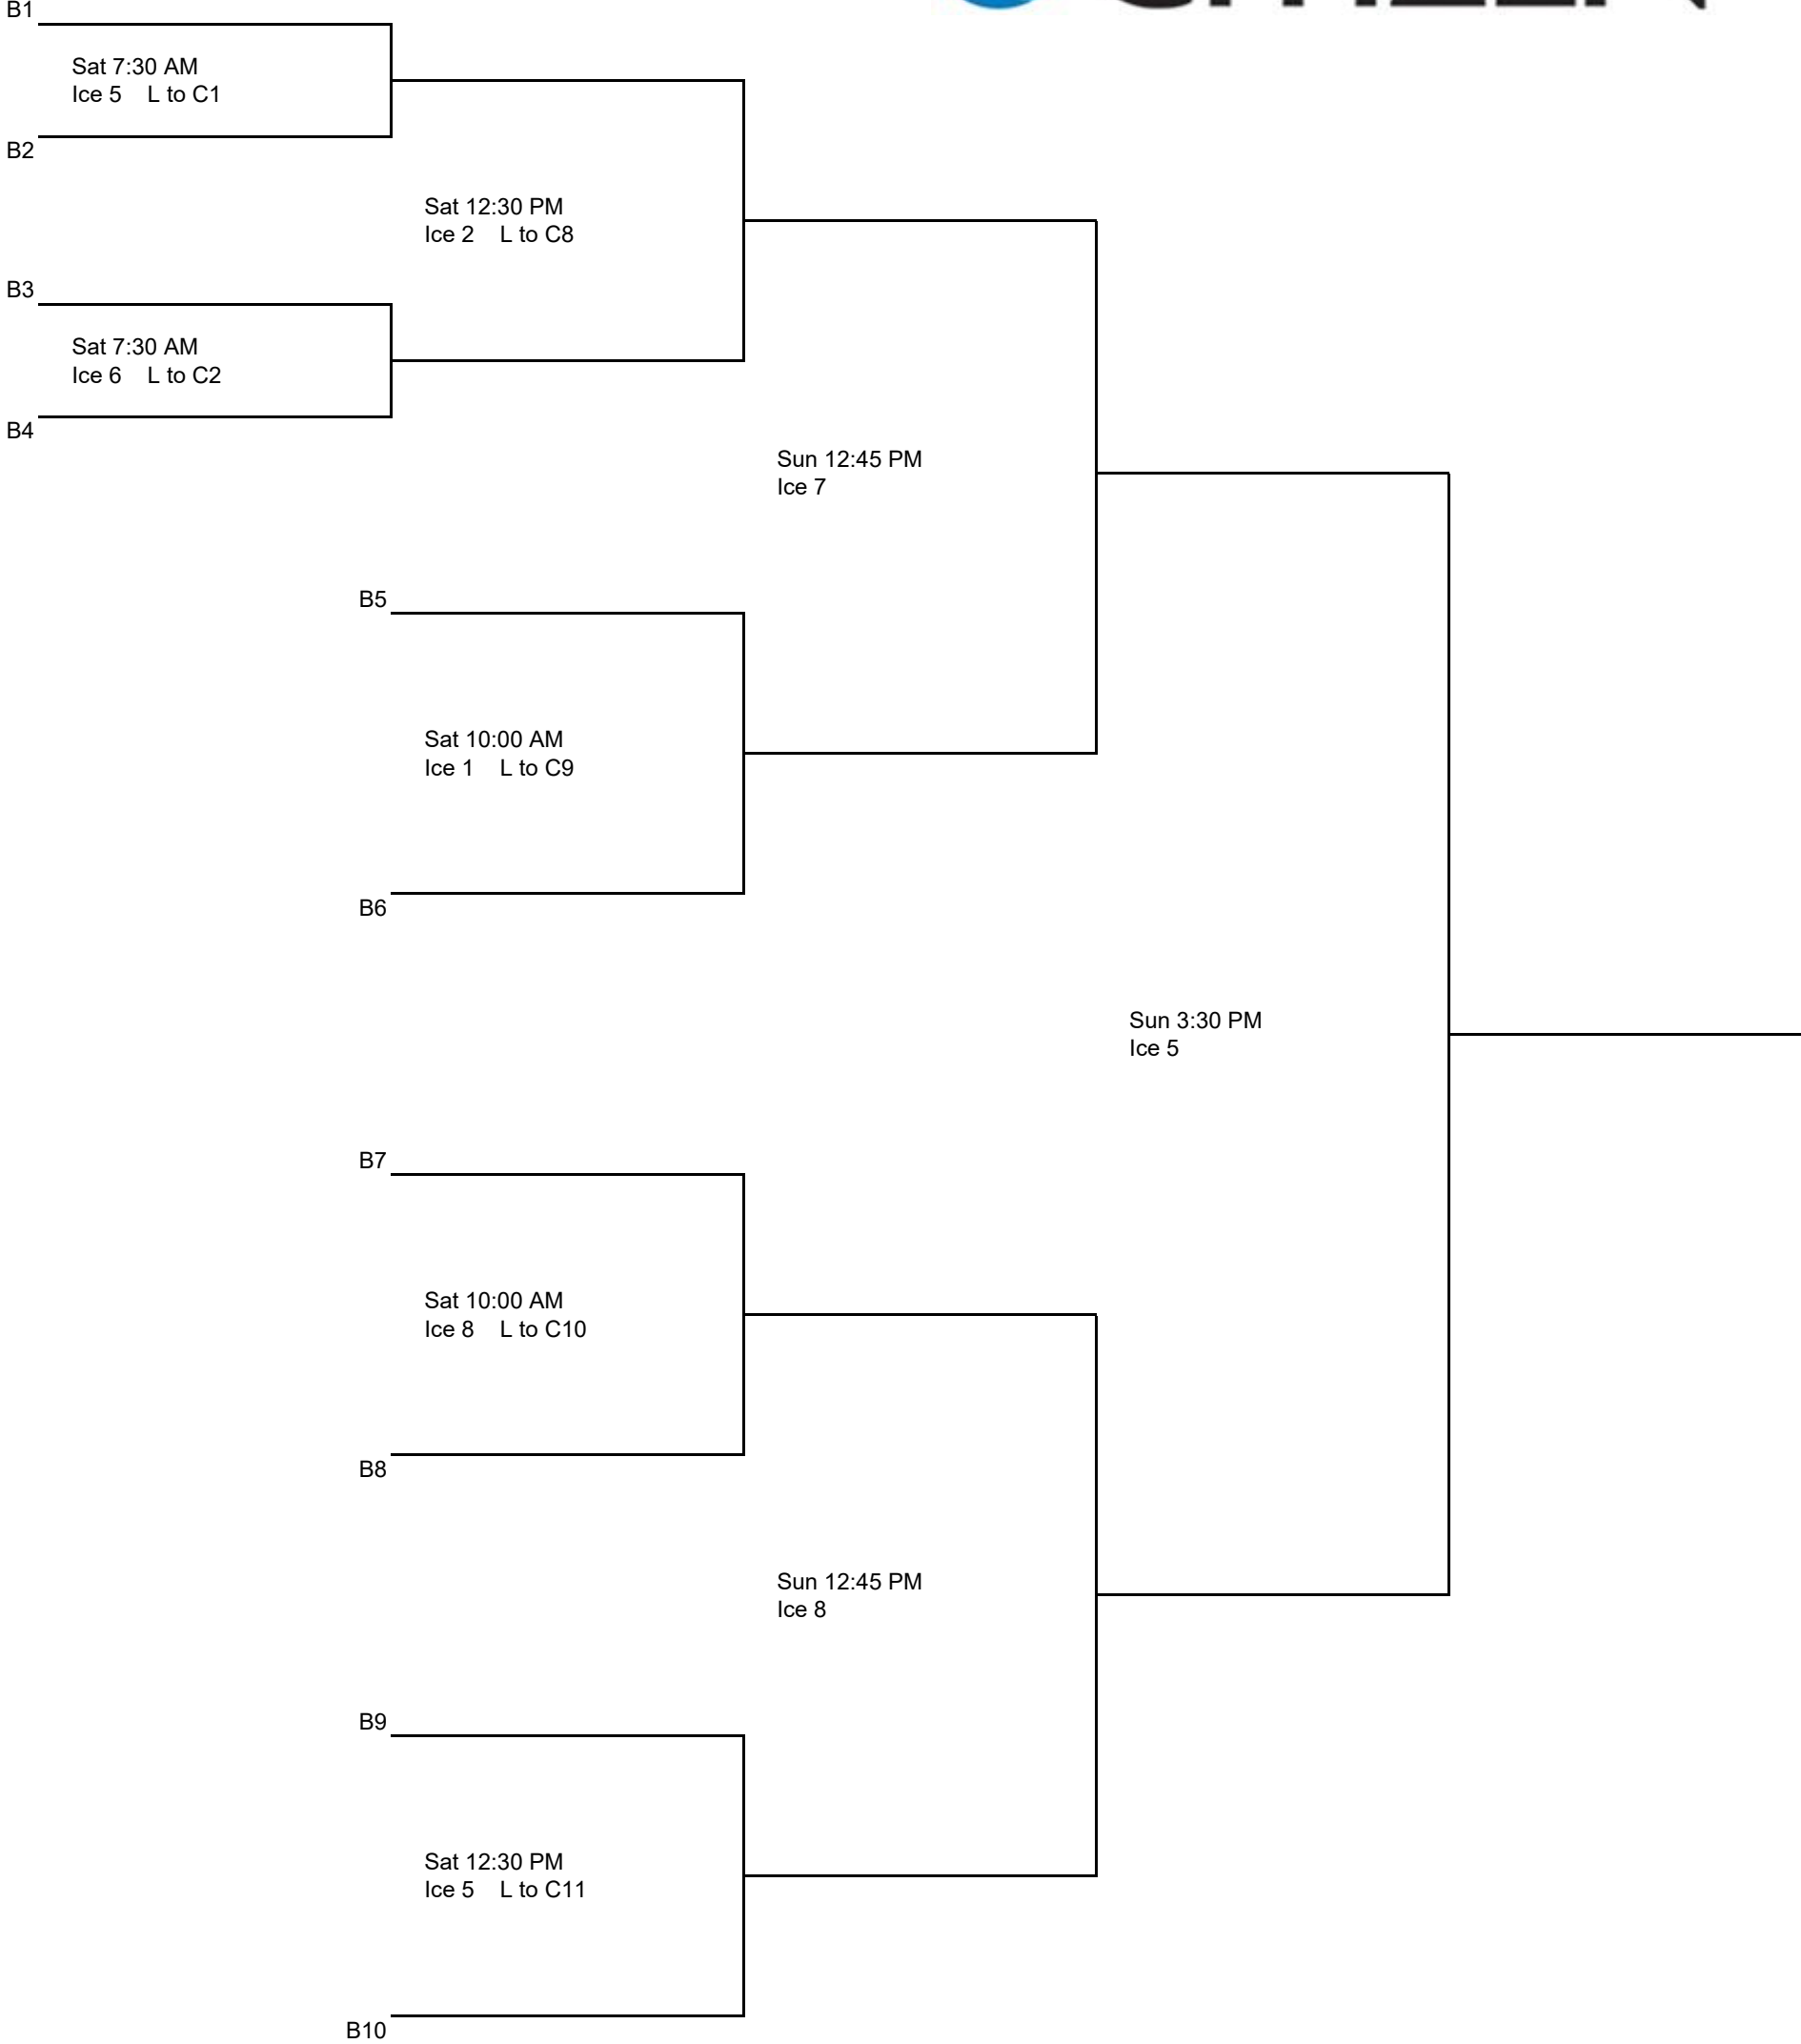 B1
Sat 7:30 AM
Ice 5 L to C1
B2
Sat 12:30 PM
Ice 2 L to C8
B3
Sat 7:30 AM
Ice 6 L to C2
B4
Sun 12:45 PM
Ice 7
B5
Sat 10:00 AM
Ice 1 L to C9
B6
Sun 3:30 PM
Ice 5
B7
Sat 10:00 AM
Ice 8 L to C10
B8
Sun 12:45 PM
Ice 8
B9
Sat 12:30 PM
Ice 5 L to C11
B10